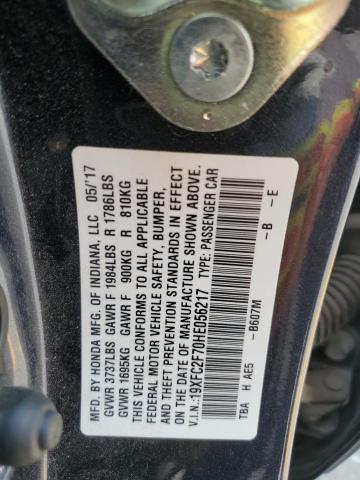 MFD. BY HONDA MFG. OF INDIANA, LLC 05/'17
GVWR 3737LBS GAWR F 1984LBS R 1786LBS
GVWR 1695KG GAWR F 900KG R 810KG
THIS VEHICLE CONFORMS TO ALL APPLICABLE
FEDERAL MOTOR VEHICLE SAFETY, BUMPER,
AND THEFT PREVENTION STANDARDS IN EFFECT
ON THE DATE OF MANUFACTURE SHOWN ABOVE.
V.I.N.:19XFC2F70HE056217 TYPE: PASSENGER CAR
TBA H AE5 - B607M - B - E